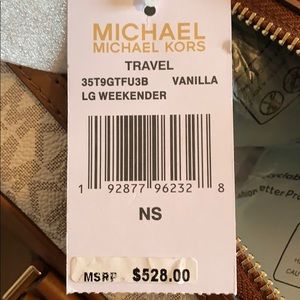 MICHAEL
MICHAEL KORS
TRAVEL
35T9GTFU3B VANILLA
LG WEEKENDER
1 92877 96232 8
NS
MSRP $528.00